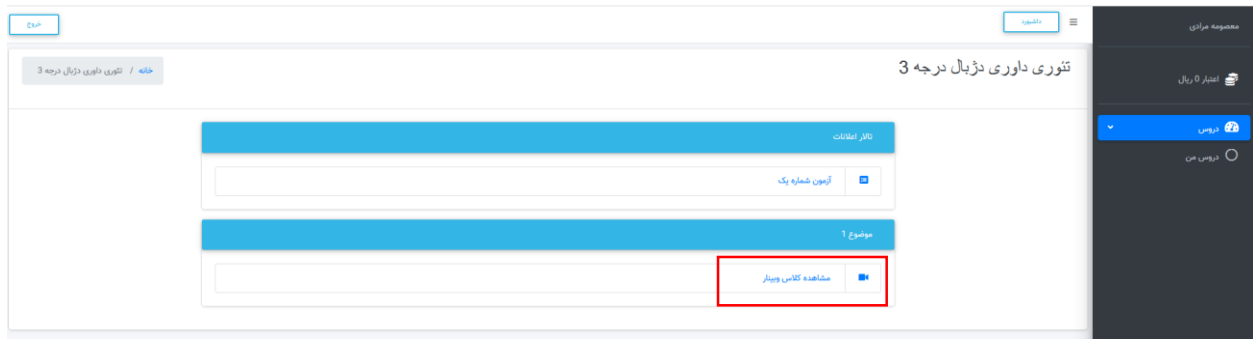 معصومه مرادی
اعتبار 0 ریال
دروس
دروس من
داشبورد
خروج
تئوری داوری دژبال درجه 3
خانه / تئوری داوری دژبال درجه 3
تالار اعلانات
آزمون شماره یک
موضوع 1
مشاهده کلاس وبینار